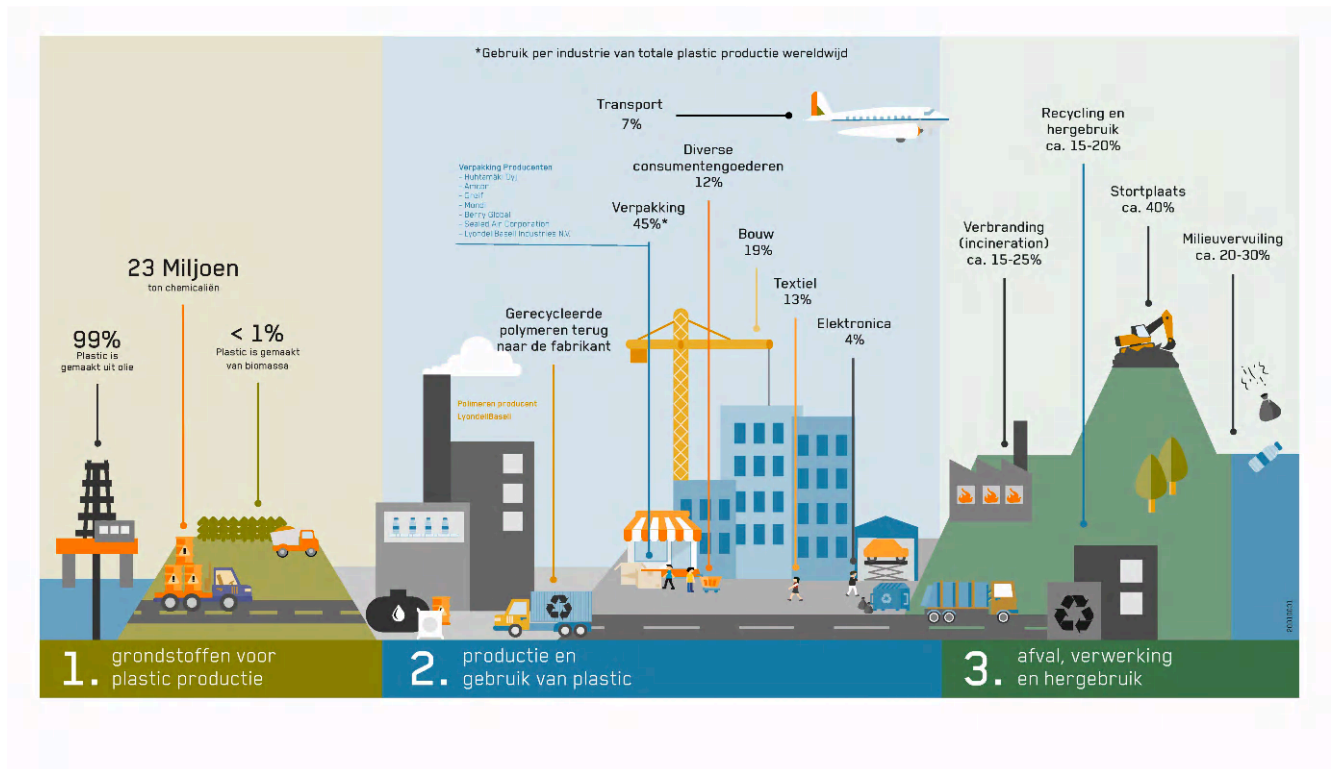 *Gebruik per industrie van totale plastic productie wereldwijd
Transport
7%
Diverse
consumentengoederen
12%
Verpakking Producenten
- Huhtamäki Oyj
- Amcor
- Mondi
- Berry Global
- Sealed Air Corporation
- Lyondel Basell Industries N.V.
Verpakking
45%*
Bouw
19%
Textiel
13%
Elektronica
4%
Gerecycleerde
polymeren terug
naar de fabrikant
Polimeren producent
LyondellBasell
23 Miljoen
ton chemicaliën
99%
Plastic is
gemaakt uit olie
< 1%
Plastic is gemaakt
van biomassa
Recycling en
hergebruik
ca. 15-20%
Stortplaats
ca. 40%
Verbranding
(incineration)
ca. 15-25%
Milieuvervuiling
ca. 20-30%
1. grondstoffen voor
plastic productie
2. productie en
gebruik van plastic
3. afval, verwerking
en hergebruik